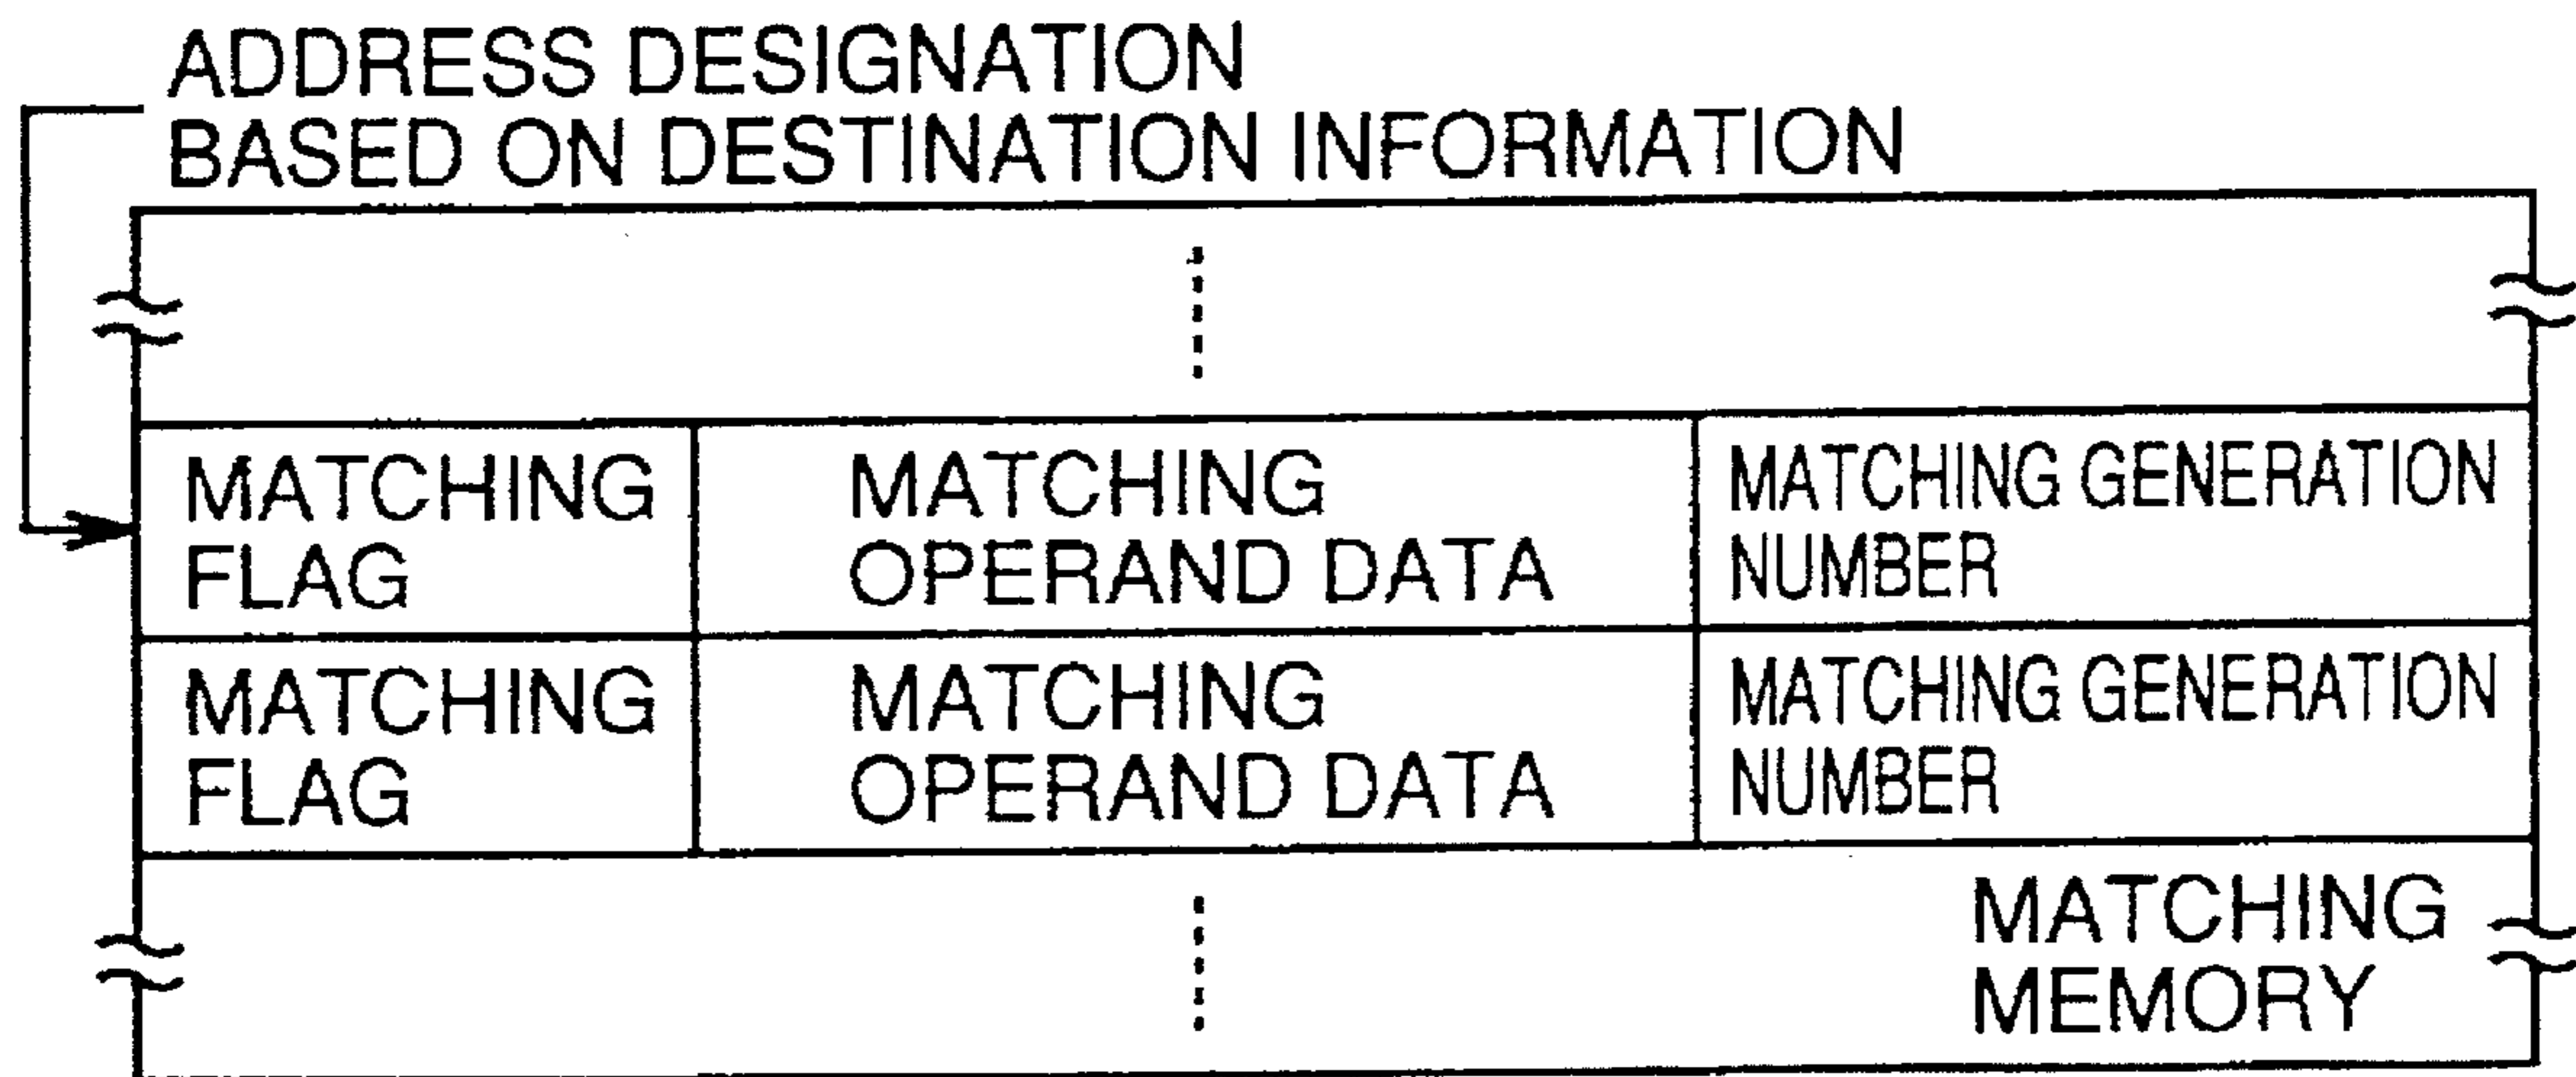 ADDRESS DESIGNATION
BASED ON DESTINATION INFORMATION
MATCHING
FLAG
MATCHING
OPERAND DATA
MATCHING GENERATION
NUMBER
MATCHING
FLAG
MATCHING
OPERAND DATA
MATCHING GENERATION
NUMBER
MATCHING
MEMORY